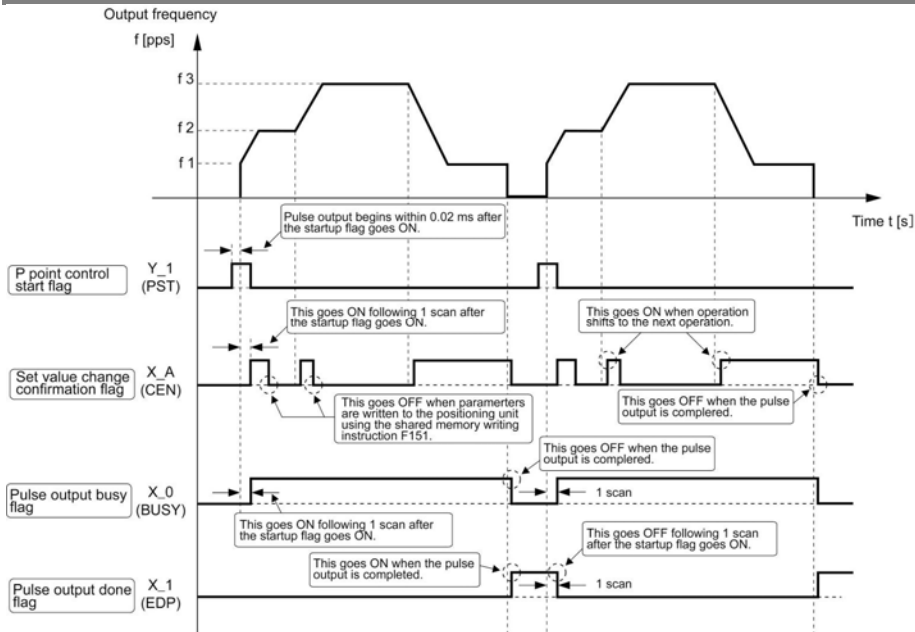 Output frequency
f [pps]
f 3
f 2
f 1
Time t [s]
Pulse output begins within 0.02 ms after
the startup flag goes ON.
P point control
start flag
Y_1
(PST)
This goes ON following 1 scan after
the startup flag goes ON.
This goes ON when operation
shifts to the next operation.
Set value change
confirmation flag
X_A
(CEN)
This goes OFF when paramerters
are written to the positioning unit
using the shared memory writing
instruction F151.
This goes OFF when the pulse
output is complered.
This goes OFF when the pulse
output is complered.
Pulse output busy
flag
X_0
(BUSY)
1 scan
This goes ON following 1 scan after
the startup flag goes ON.
This goes OFF following 1 scan
after the startup flag goes ON.
This goes ON when the pulse
output is completed.
1 scan
Pulse output done
flag
X_1
(EDP)